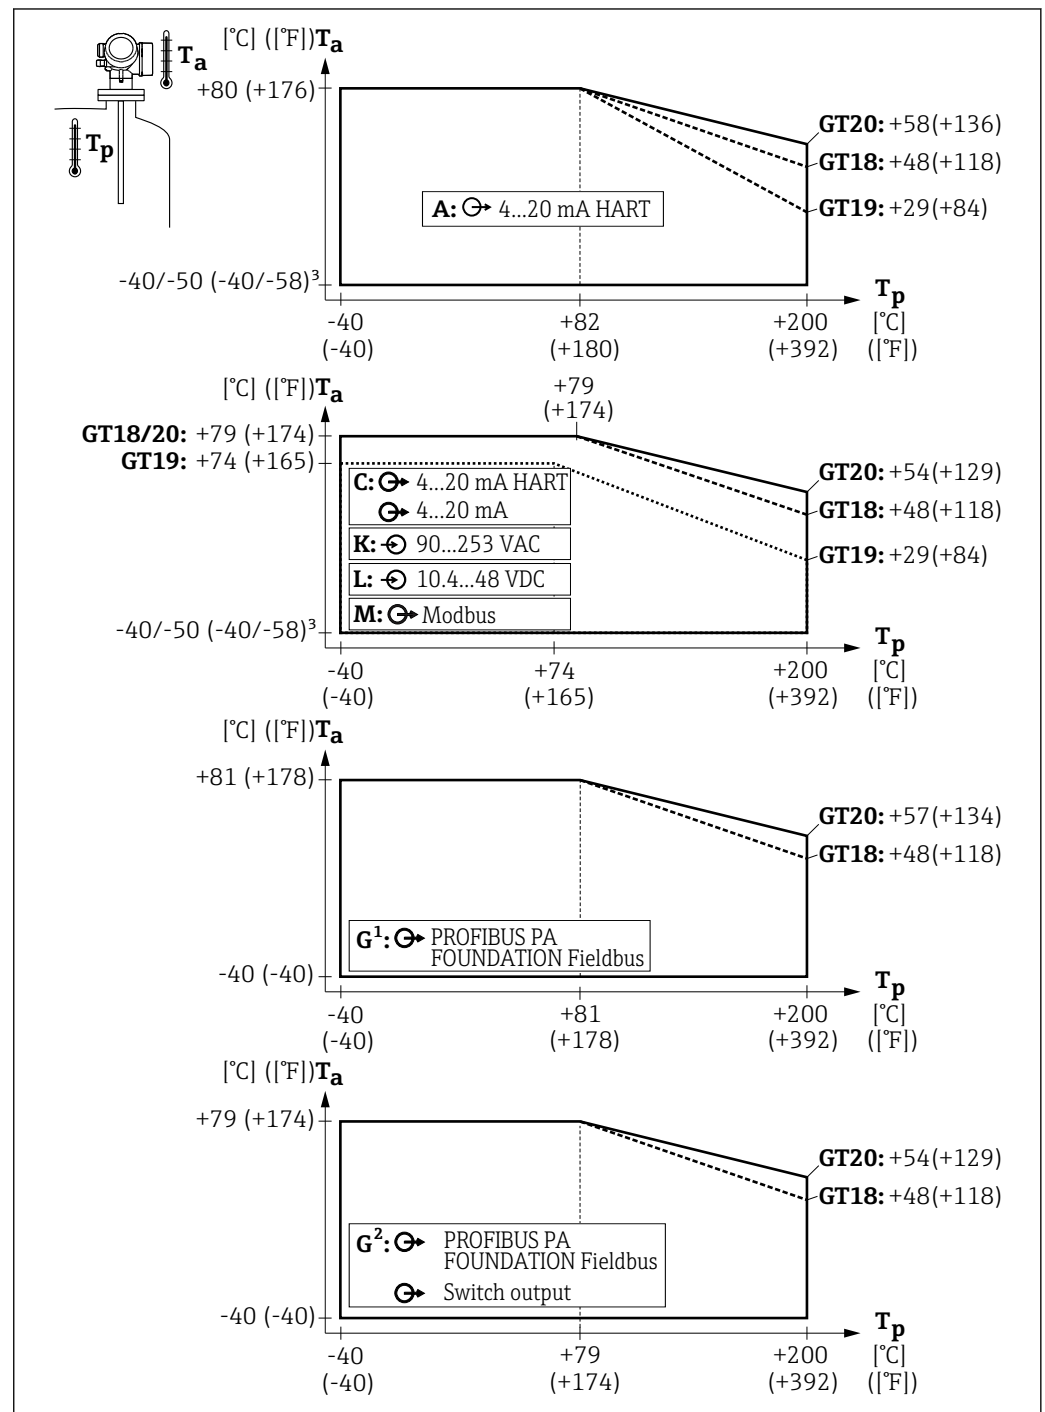 [°C] ([°F]) Ta
Ta
Tp
+80 (+176)
GT20: +58(+136)
GT18: +48(+118)
GT19: +29(+84)
A: 4...20 mA HART
-40/-50 (-40/-58)³
Tp
-40 +82 +200 [°C]
(-40) (+180) (+392) ([°F])
[°C] ([°F]) Ta
+79
(+174)
GT18/20: +79 (+174)
GT19: +74 (+165)
GT20: +54(+129)
GT18: +48(+118)
GT19: +29(+84)
C: 4...20 mA HART
4...20 mA
K: 90...253 VAC
L: 10.4...48 VDC
M: Modbus
-40/-50 (-40/-58)³
Tp
-40 +74 +200 [°C]
(-40) (+165) (+392) ([°F])
[°C] ([°F]) Ta
+81 (+178)
GT20: +57(+134)
GT18: +48(+118)
G¹: PROFIBUS PA
FOUNDATION Fieldbus
-40 (-40)
Tp
-40 +81 +200 [°C]
(-40) (+178) (+392) ([°F])
[°C] ([°F]) Ta
+79 (+174)
GT20: +54(+129)
GT18: +48(+118)
G²: PROFIBUS PA
FOUNDATION Fieldbus
Switch output
-40 (-40)
Tp
-40 +79 +200 [°C]
(-40) (+174) (+392) ([°F])